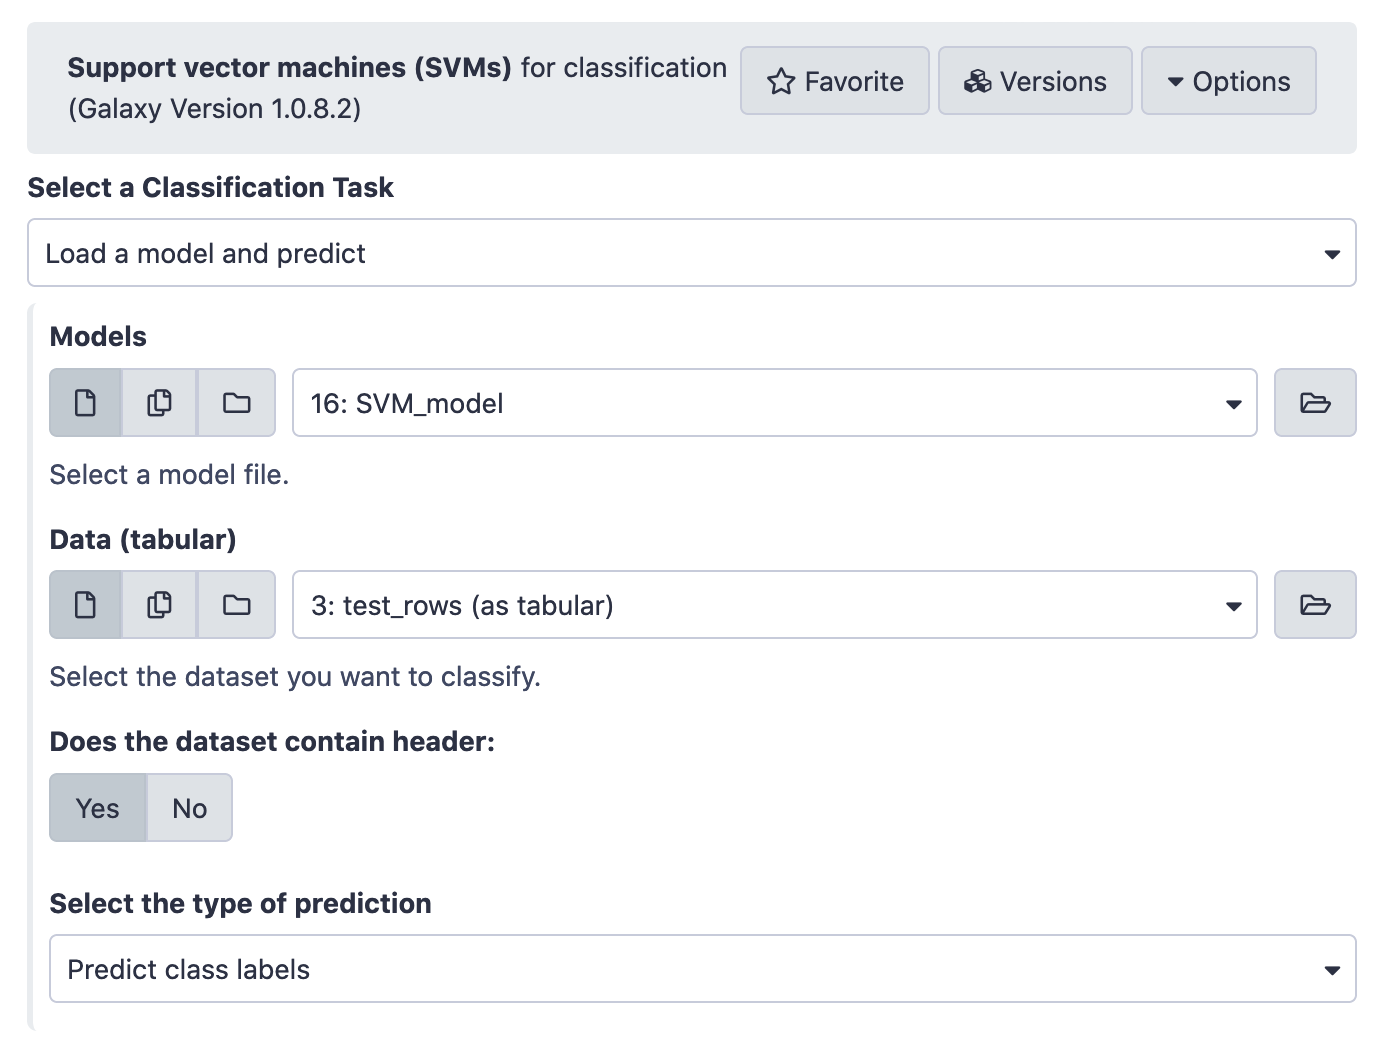 Support vector machines (SVMs) for classification
(Galaxy Version 1.0.8.2)
Favorite
Versions
Options
Select a Classification Task
Load a model and predict
Models
16: SVM_model
Select a model file.
Data (tabular)
3: test_rows (as tabular)
Select the dataset you want to classify.
Does the dataset contain header:
Yes No
Select the type of prediction
Predict class labels